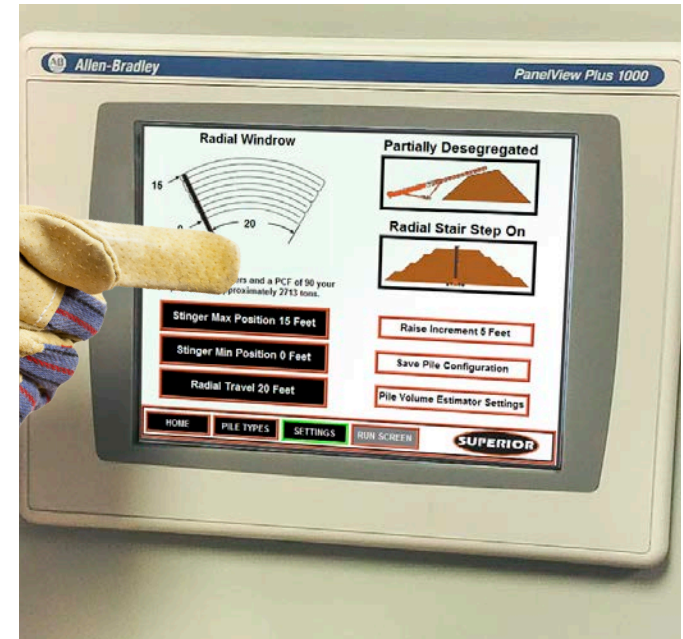 AB
Allen-Bradley
PanelView Plus 1000
Radial Windrow
15
20
Partially Desegregated
Radial Stair Step On
ers and a PCF of 90 your
approximately 2713 tons.
Stinger Max Position 15 Feet
Stinger Min Position 0 Feet
Radial Travel 20 Feet
Raise Increment 5 Feet
Save Pile Configuration
Pile Volume Estimator Settings
HOME
PILE TYPES
SETTINGS
RUN SCREEN
SUPERIOR